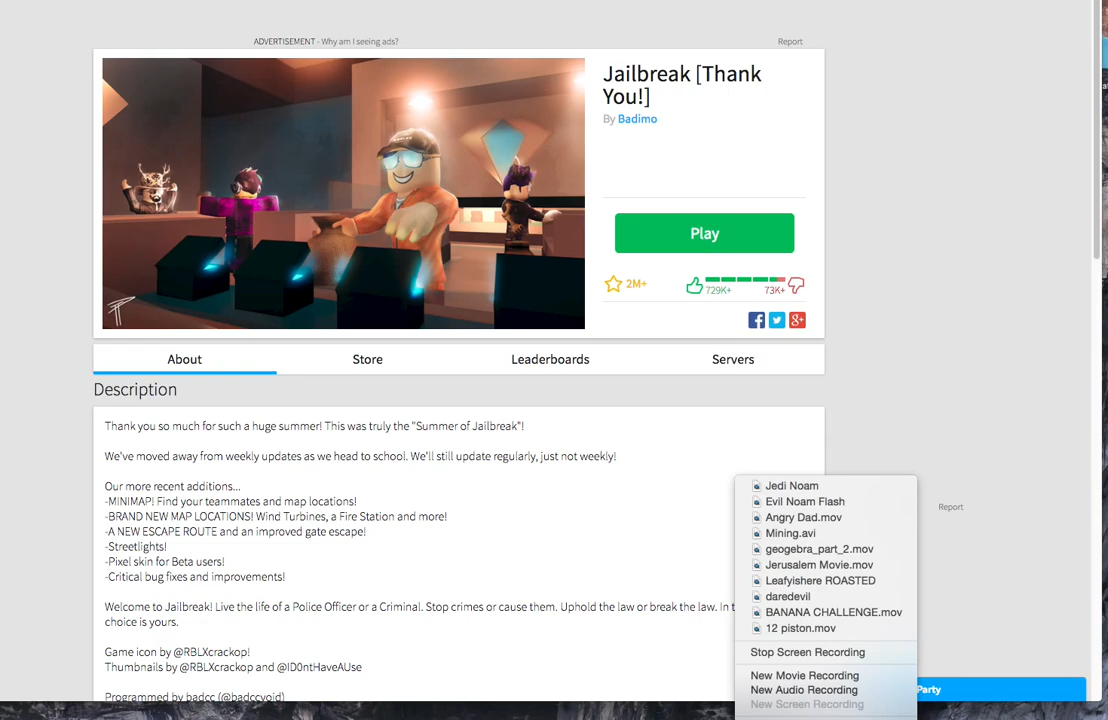 ADVERTISEMENT - Why am I seeing ads?
Report
Jailbreak [Thank
You!]
By Badimo
Play
2M+
729K+
73K+
About
Store
Leaderboards
Servers
Description
Thank you so much for such a huge summer! This was truly the "Summer of Jailbreak"!
We've moved away from weekly updates as we head to school. We'll still update regularly, just not weekly!
Our more recent additions...
-MINIMAP! Find your teammates and map locations!
-BRAND NEW MAP LOCATIONS! Wind Turbines, a Fire Station and more!
-A NEW ESCAPE ROUTE and an improved gate escape!
-Streetlights!
-Pixel skin for Beta users!
-Critical bug fixes and improvements!
Welcome to Jailbreak! Live the life of a Police Officer or a Criminal. Stop crimes or cause them. Uphold the law or break the law. In t
choice is yours.
Game icon by @RBLXcrackop!
Thumbnails by @RBLXcrackop and @ID0ntHaveAUse
Programmed by badcc (@badccvoid)
Jedi Noam
Evil Noam Flash
Angry Dad.mov
Mining.avi
geogebra_part_2.mov
Jerusalem Movie.mov
Leafyishere ROASTED
daredevil
BANANA CHALLENGE.mov
12 piston.mov
Stop Screen Recording
New Movie Recording
New Audio Recording
New Screen Recording
Report
Party